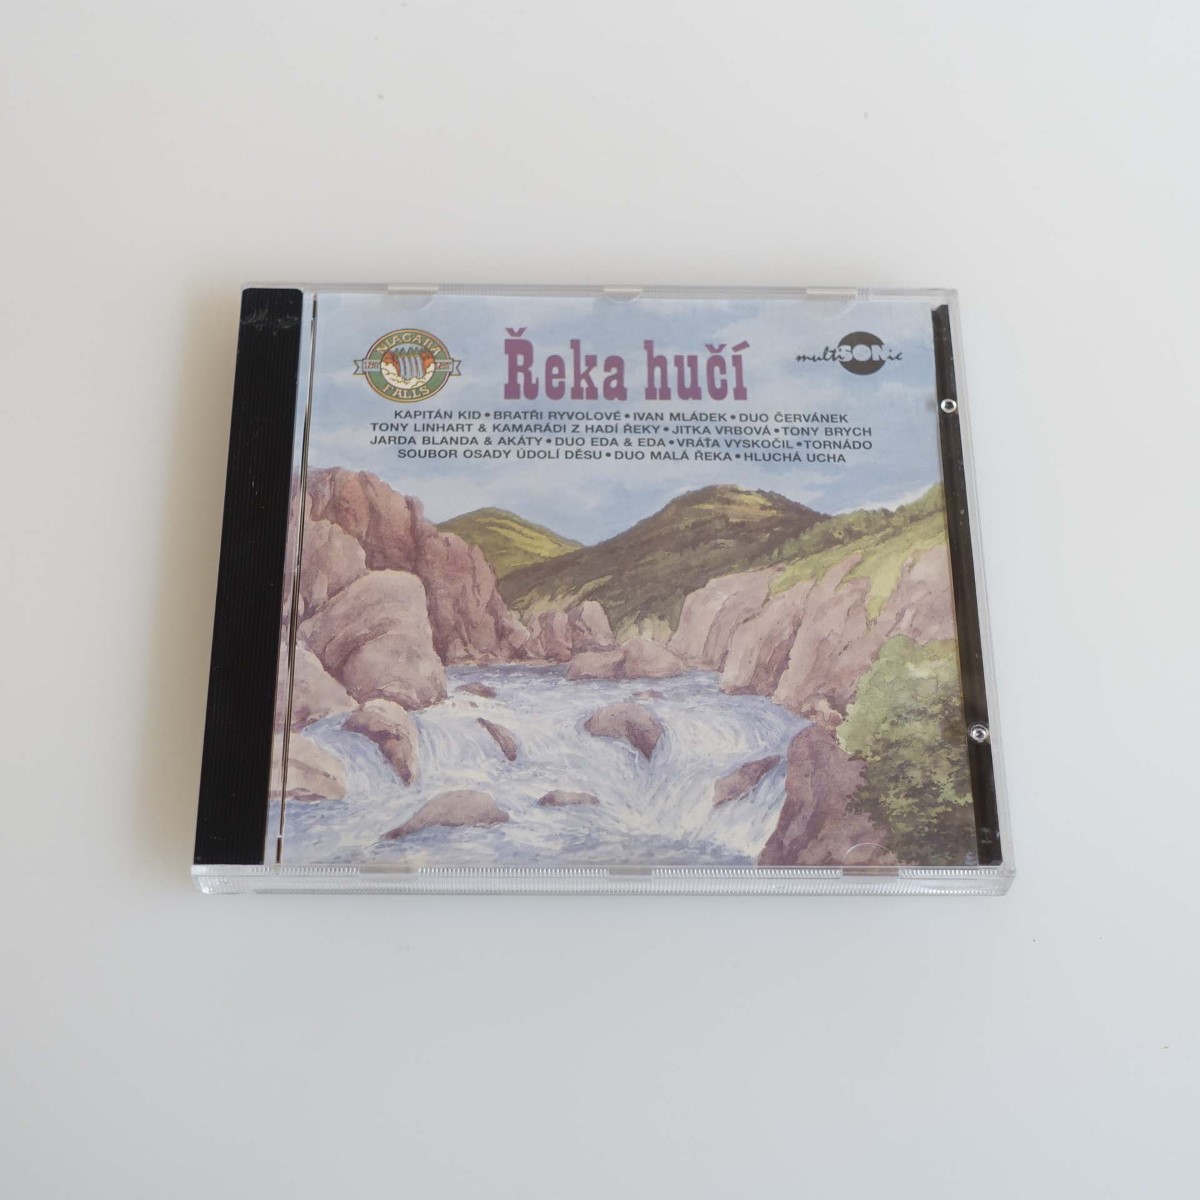 NIAGARA
FALLS
Řeka hučí
multiSONic
KAPITÁN KID • BRATŘI RYVOLOVÉ • IVAN MLÁDEK • DUO ČERVÁNEK
TONY LINHART & KAMARÁDI Z HADÍ ŘEKY • JITKA VRBOVÁ • TONY BRYCH
JARDA BLANDA & AKÁTY • DUO EDA & EDA • VRÁŤA VYSKOČIL • TORNÁDO
SOUBOR OSADY ÚDOLÍ DĚSU • DUO MALÁ ŘEKA • HLUCHÁ UCHA